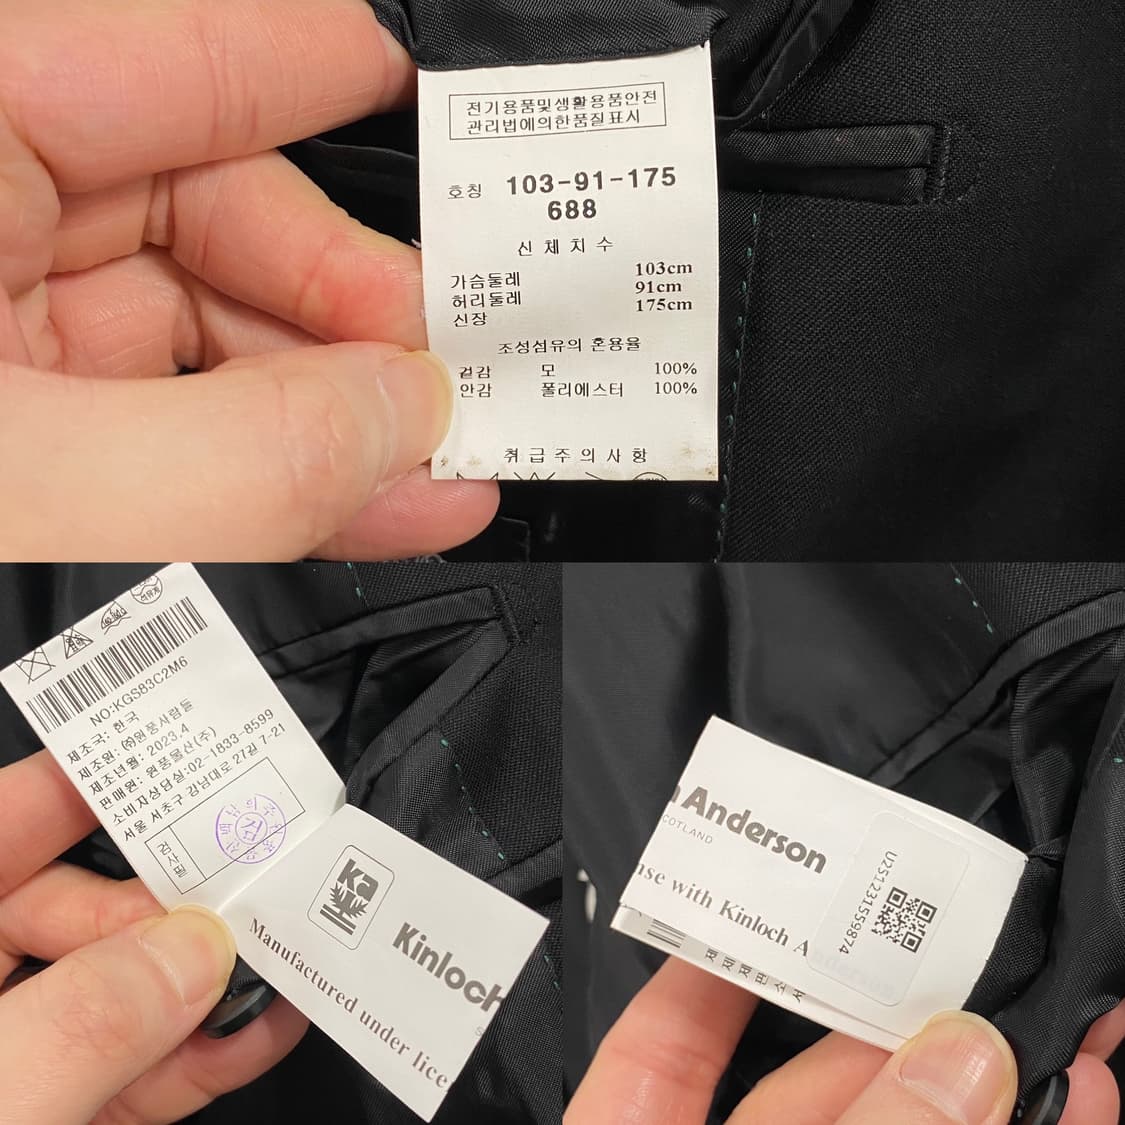 전기용품및생활용품안전
관리법에의한품질표시
호칭 103-91-175
688
신체치수
가슴둘레 103cm
허리둘레 91cm
신장 175cm
조성섬유의 혼용율
겉감 모 100%
안감 폴리에스터 100%
취급주의사항
석유계
NO:KGS83C2M6
제조국: 한국
제조원: ㈜원풍사람들
제조년월: 2023.4
판매원: 원풍물산(주)
소비자상담실:02-1833-8599
서울 서초구 강남대로 27길 7-21
검사필
ka
Kinloch
Manufactured under lice
n Anderson
COTLAND
nse with Kinloch A
U251231559874